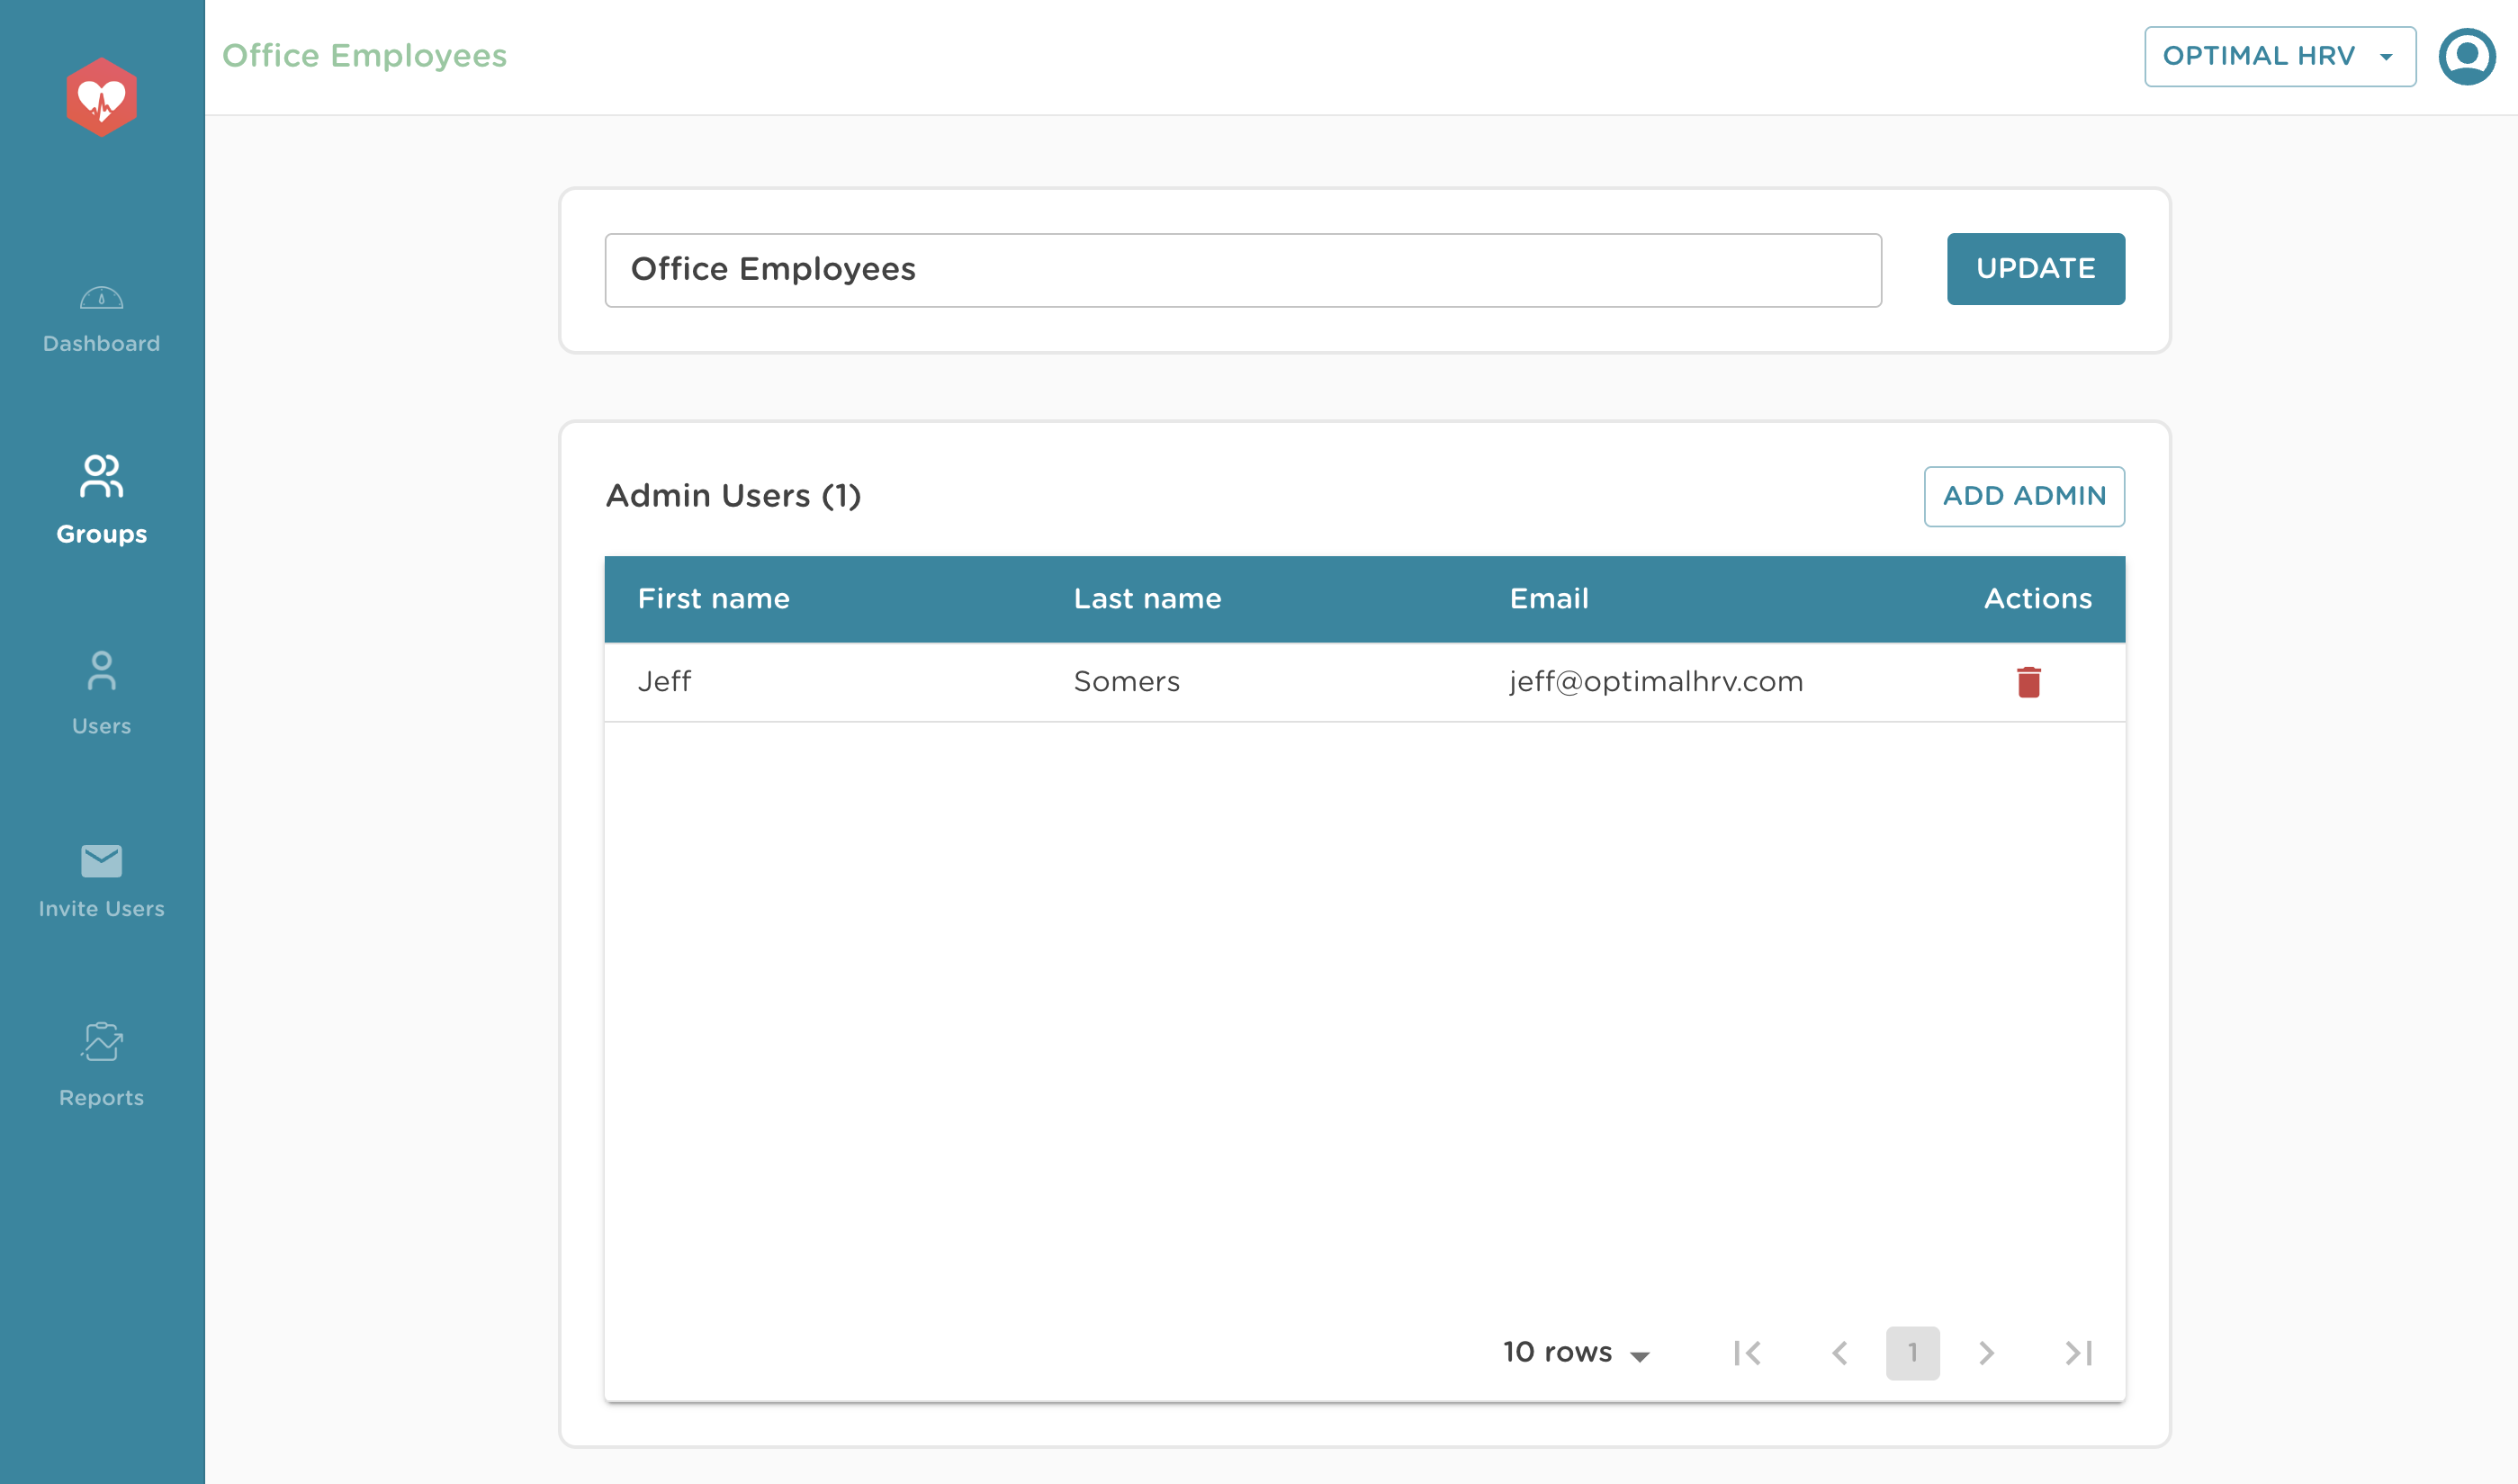 Office Employees
OPTIMAL HRV
Dashboard
Groups
Users
Invite Users
Reports
Office Employees
UPDATE
Admin Users (1)
ADD ADMIN
First name Last name Email Actions
Jeff Somers jeff@optimalhrv.com
10 rows 1